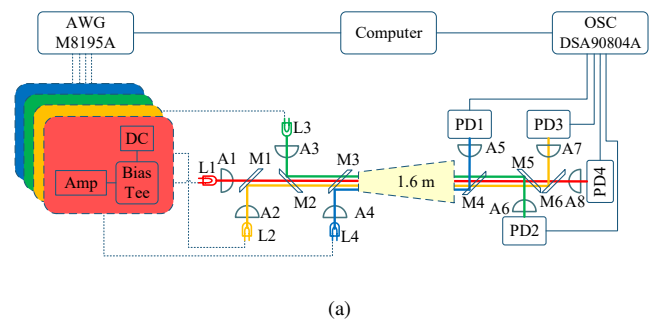 AWG
M8195A
Computer
OSC
DSA90804A
DC
Amp
Bias
Tee
L1
A1
M1
L3
A3
M3
M2
A2
A4
L2
L4
1.6 m
PD1
PD3
A5
A7
M5
M4
M6
A8
PD4
A6
PD2
(a)